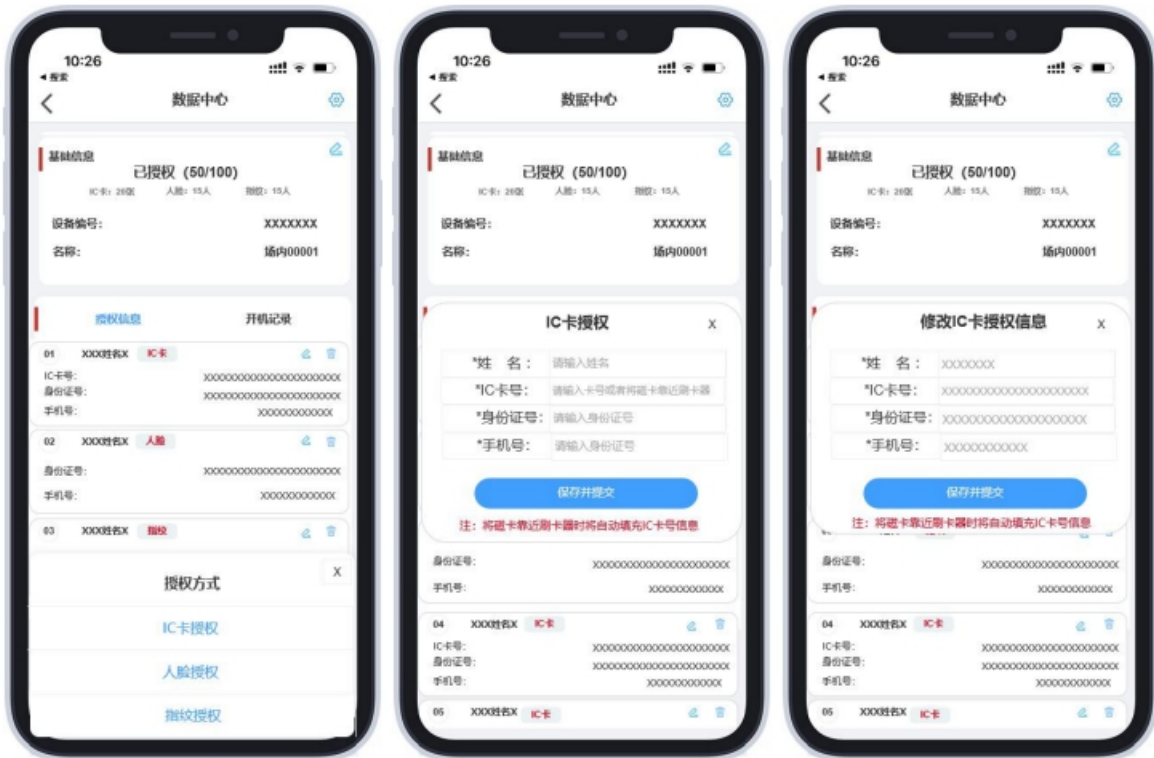 10:26
搜索
数据中心
基础信息
已授权（50/100）
IC卡：20张 人脸：15人 指纹：15人
设备编号： XXXXXXX
名称： 场内00001
授权信息 开机记录
01 XXX姓名X IC卡
IC卡号： XXXXXXXXXXXXXXXXXXXXXXX
身份证号： XXXXXXXXXXXXXXXXXXXXXXX
手机号： XXXXXXXXXXXX
02 XXX姓名X 人脸
身份证号： XXXXXXXXXXXXXXXXXXXXXXX
手机号： XXXXXXXXXXXX
03 XXX姓名X 指纹
授权方式 X
IC卡授权
人脸授权
指纹授权
10:26
搜索
数据中心
基础信息
已授权（50/100）
IC卡：20张 人脸：15人 指纹：15人
设备编号： XXXXXXX
名称： 场内00001
IC卡授权 X
*姓 名： 请输入姓名
*IC卡号： 请输入卡号或者将磁卡靠近刷卡器
*身份证号： 请输入身份证号
*手机号： 请输入身份证号
保存并提交
注：将磁卡靠近刷卡器时将自动填充IC卡号信息
身份证号： XXXXXXXXXXXXXXXXXXXXXXX
手机号： XXXXXXXXXXXX
04 XXX姓名X IC卡
IC卡号： XXXXXXXXXXXXXXXXXXXXXXX
身份证号： XXXXXXXXXXXXXXXXXXXXXXX
手机号： XXXXXXXXXXXX
05 XXX姓名X IC卡
10:26
搜索
数据中心
基础信息
已授权（50/100）
IC卡：20张 人脸：15人 指纹：15人
设备编号： XXXXXXX
名称： 场内00001
修改IC卡授权信息 X
*姓 名： XXXXXXX
*IC卡号： XXXXXXXXXXXXXXXXXXXXX
*身份证号： XXXXXXXXXXXXXXXXXXX
*手机号： XXXXXXXXXXX
保存并提交
注：将磁卡靠近刷卡器时将自动填充IC卡号信息
身份证号： XXXXXXXXXXXXXXXXXXXXXXX
手机号： XXXXXXXXXXXX
04 XXX姓名X IC卡
IC卡号： XXXXXXXXXXXXXXXXXXXXXXX
身份证号： XXXXXXXXXXXXXXXXXXXXXXX
手机号： XXXXXXXXXXXX
05 XXX姓名X IC卡